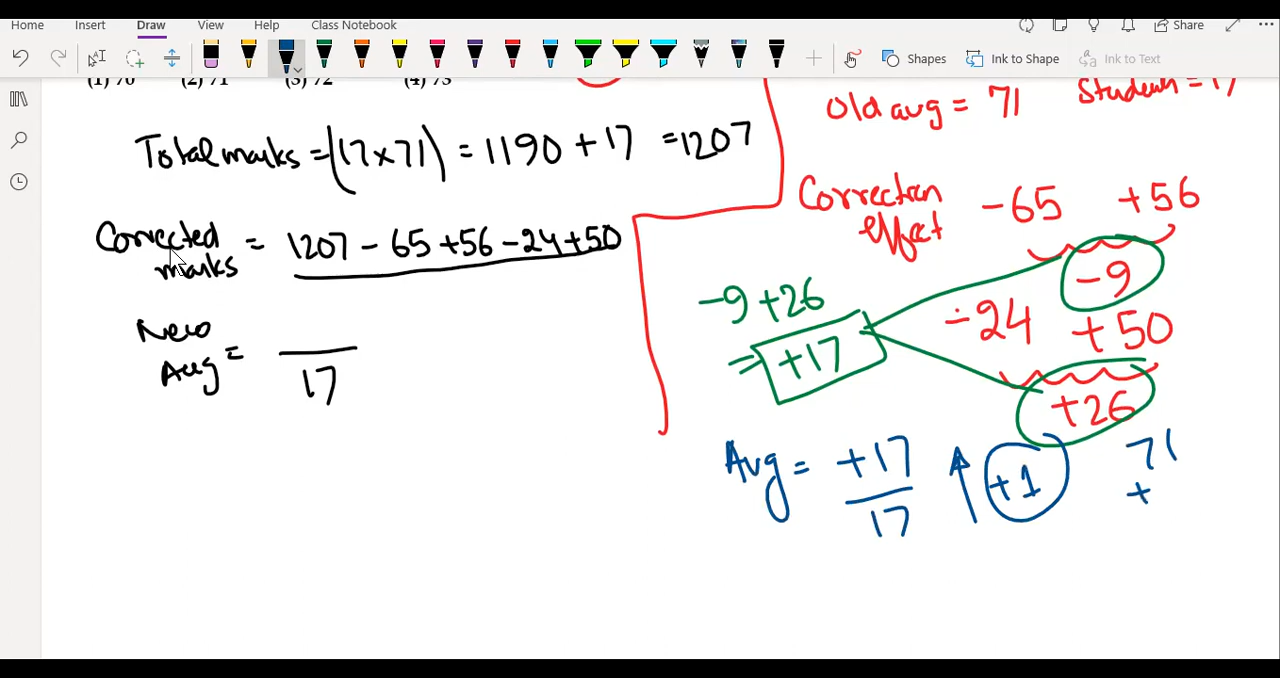 Home Insert Draw View Help Class Notebook Share
Shapes Ink to Shape Ink to Text
(1) 70 (2) 71 (3) 72 (4) 73
Total marks = (17×71) = 1190 + 17 = 1207
Corrected marks = 1207 - 65 + 56 - 24 + 50
New Avg =
17
Old avg = 71
Students = 17
Correction effect -65 +56
-9
-24 +50
+26
-9 + 26
= +17
Avg = +17
17
+1
71
+